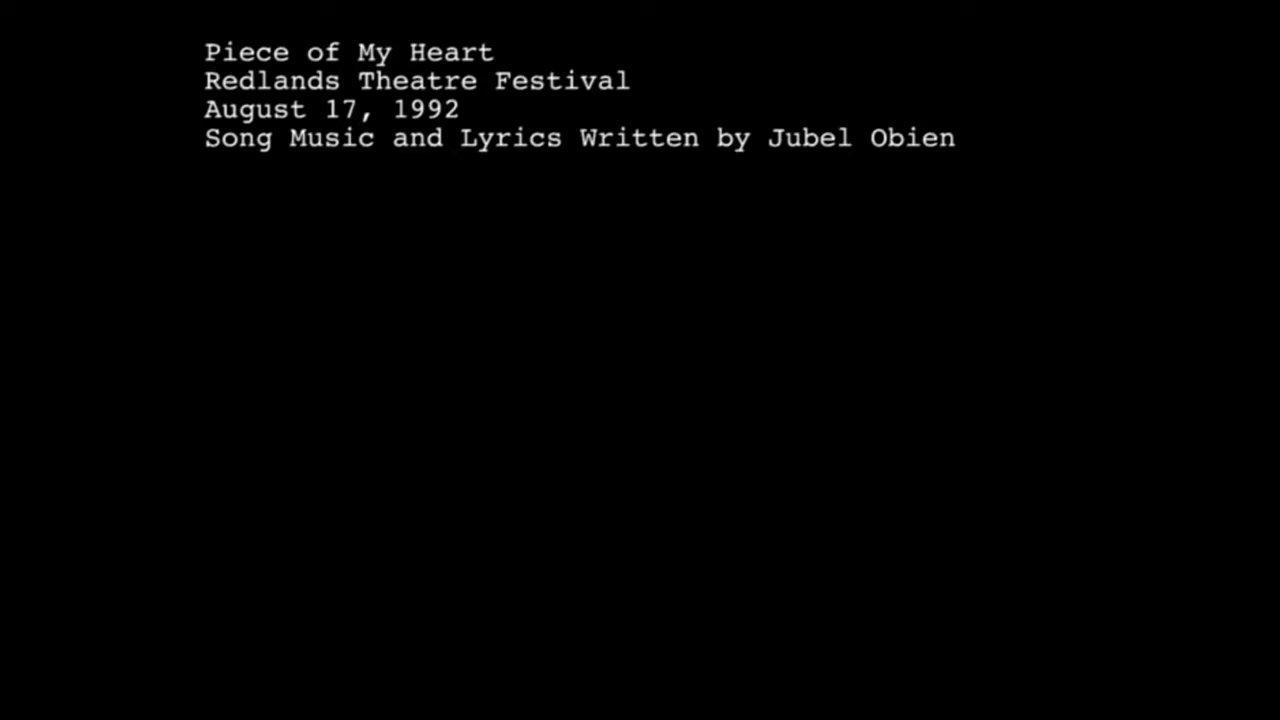 Piece of My Heart
Redlands Theatre Festival
August 17, 1992
Song Music and Lyrics Written by Jubel Obien